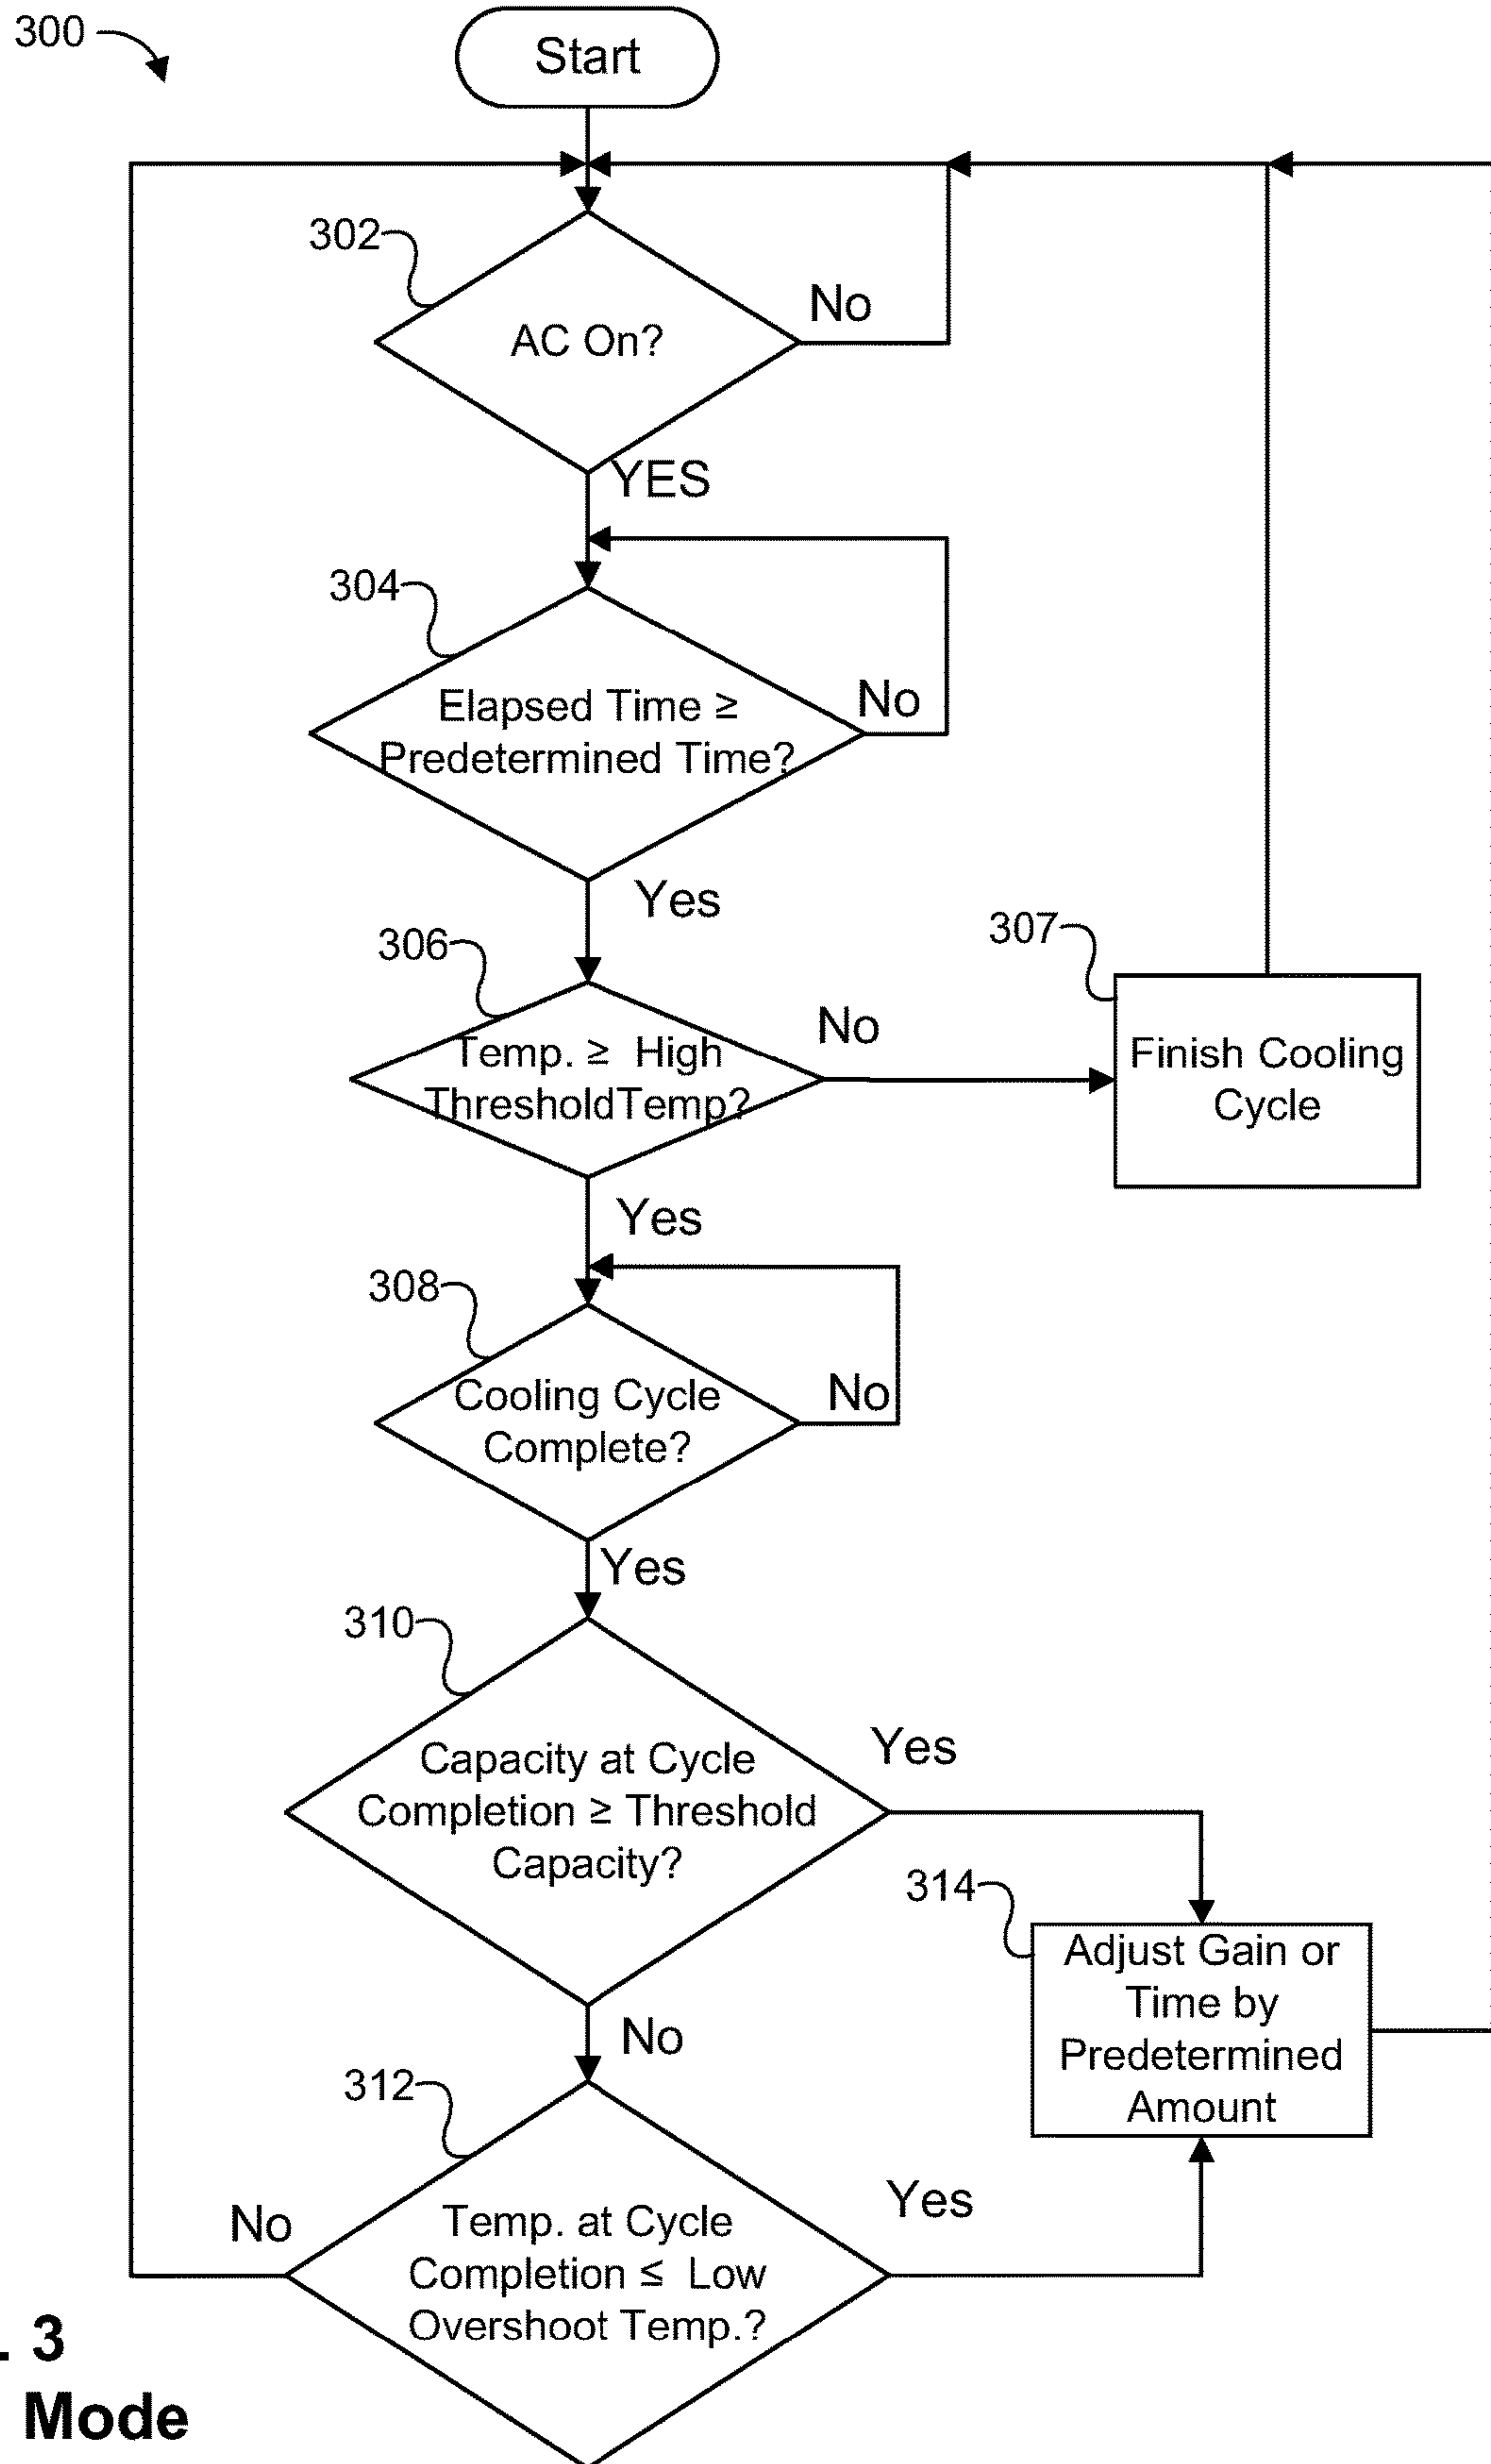 300
Start
302
AC On?
No
YES
304
Elapsed Time ≥
Predetermined Time?
No
Yes
306
Temp. ≥ High
ThresholdTemp?
No
307
Finish Cooling
Cycle
Yes
308
Cooling Cycle
Complete?
No
Yes
310
Capacity at Cycle
Completion ≥ Threshold
Capacity?
Yes
314
Adjust Gain or
Time by
Predetermined
Amount
No
312
Temp. at Cycle
Completion ≤ Low
Overshoot Temp.?
No
Yes
. 3
Mode